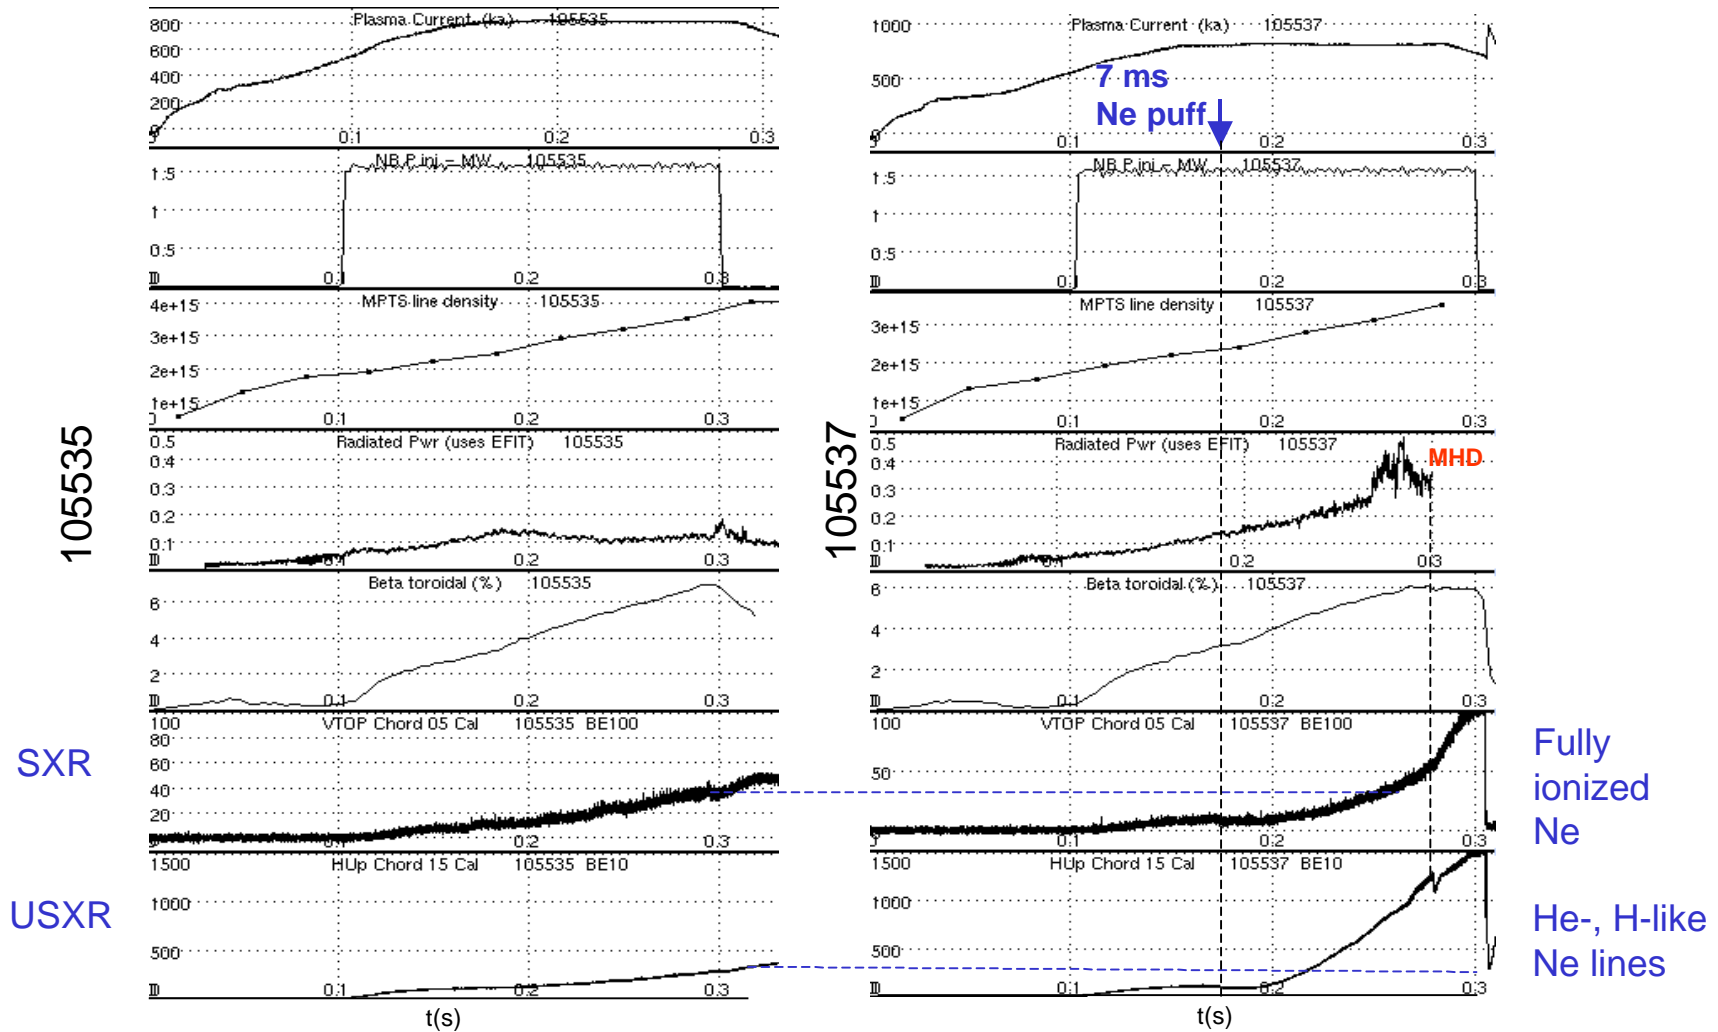 105535
Plasma Current (ka) 105535
800
600
400
200
0
0.1
0.2
0.3
NB P inj - MW 105535
1.5
1
0.5
0.1
0.2
0.3
MPTS line density 105535
4e+15
3e+15
2e+15
1e+15
0.1
0.2
0.3
Radiated Pwr (uses EFIT) 105535
0.5
0.4
0.3
0.2
0.1
0.1
0.2
0.3
Beta toroidal (%) 105535
6
4
2
0.1
0.2
0.3
SXR
VTOP Chord 05 Cal 105535 BE100
100
80
60
40
20
0
0.1
0.2
0.3
USXR
HUp Chord 15 Cal 105535 BE10
1500
1000
500
0.1
0.2
0.3
t(s)
105537
Plasma Current (ka) 105537
1000
500
0
7 ms
Ne puff
0.1
0.2
0.3
NB P inj - MW 105537
1.5
1
0.5
0.1
0.2
0.3
MPTS line density 105537
3e+15
2e+15
1e+15
0.1
0.2
0.3
Radiated Pwr (uses EFIT) 105537
0.5
0.4
0.3
0.2
0.1
MHD
0.1
0.2
0.3
Beta toroidal (%) 105537
6
4
2
0.1
0.2
0.3
VTOP Chord 05 Cal 105537 BE100
100
50
0.1
0.2
0.3
Fully
ionized
Ne
HUp Chord 15 Cal 105537 BE10
1500
1000
500
0.1
0.2
0.3
He-, H-like
Ne lines
t(s)